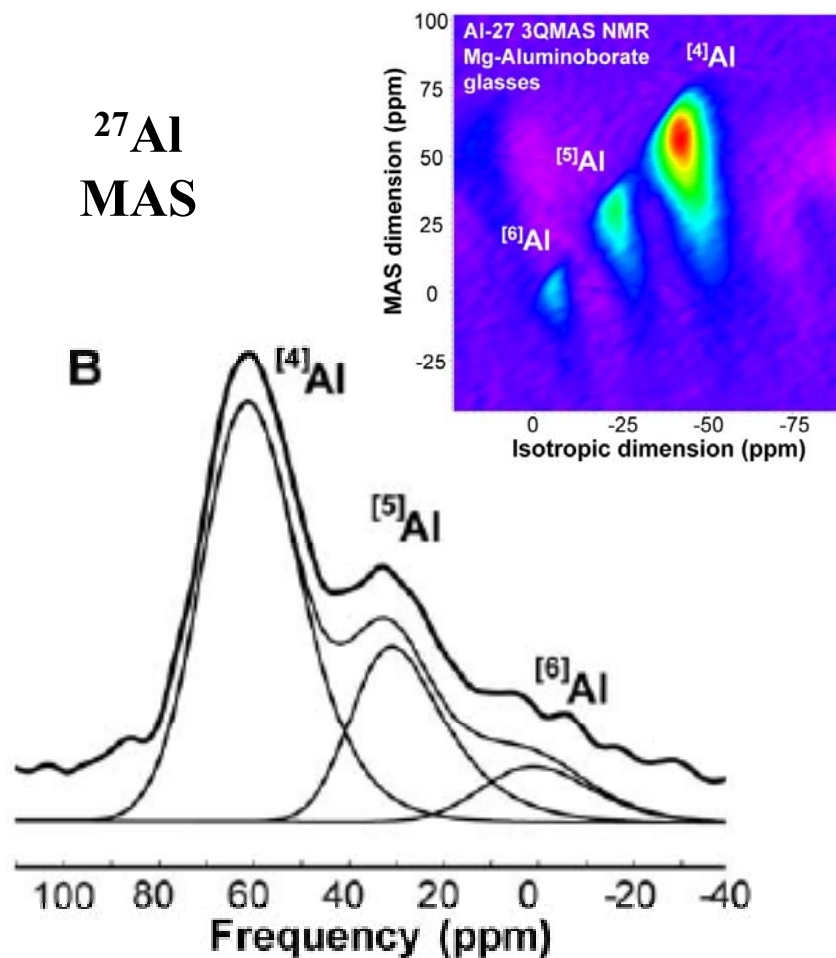 ²⁷Al
MAS
Al-27 3QMAS NMR
Mg-Aluminoborate
glasses
[4]Al
[5]Al
[6]Al
MAS dimension (ppm)
100
75
50
25
0
-25
0 -25 -50 -75
Isotropic dimension (ppm)
B
[4]Al
[5]Al
[6]Al
100 80 60 40 20 0 -20 -40
Frequency (ppm)